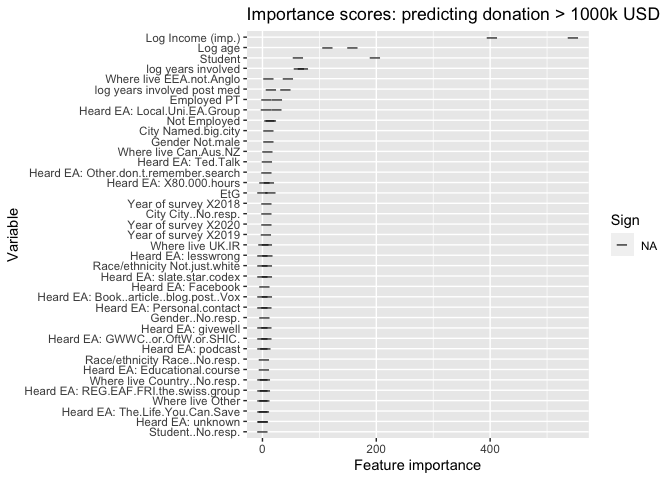 Importance scores: predicting donation > 1000k USD
Log Income (imp.)
Log age
Student
log years involved
Where live EEA.not.Anglo
log years involved post med
Employed PT
Heard EA: Local.Uni.EA.Group
Not Employed
City Named.big.city
Gender Not.male
Where live Can.Aus.NZ
Heard EA: Ted.Talk
Heard EA: Other.don.t.remember.search
Heard EA: X80.000.hours
EtG
Year of survey X2018
City City..No.resp.
Year of survey X2020
Year of survey X2019
Where live UK.IR
Heard EA: lesswrong
Race/ethnicity Not.just.white
Heard EA: slate.star.codex
Heard EA: Facebook
Heard EA: Book..article..blog.post..Vox
Heard EA: Personal.contact
Gender..No.resp.
Heard EA: givewell
Heard EA: GWWC..or.OftW.or.SHIC.
Heard EA: podcast
Race/ethnicity Race..No.resp.
Heard EA: Educational.course
Where live Country..No.resp.
Heard EA: REG.EAF.FRI.the.swiss.group
Where live Other
Heard EA: The.Life.You.Can.Save
Heard EA: unknown
Student..No.resp.
Variable
0 200 400
Feature importance
Sign
NA